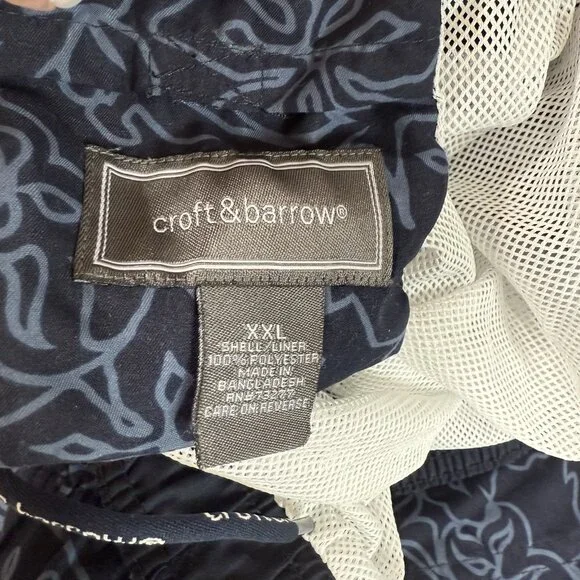 croft&barrow®
XXL
SHELL/LINER
100% POLYESTER
MADE IN
BANGLADESH
RN#73277
CARE ON REVERSE